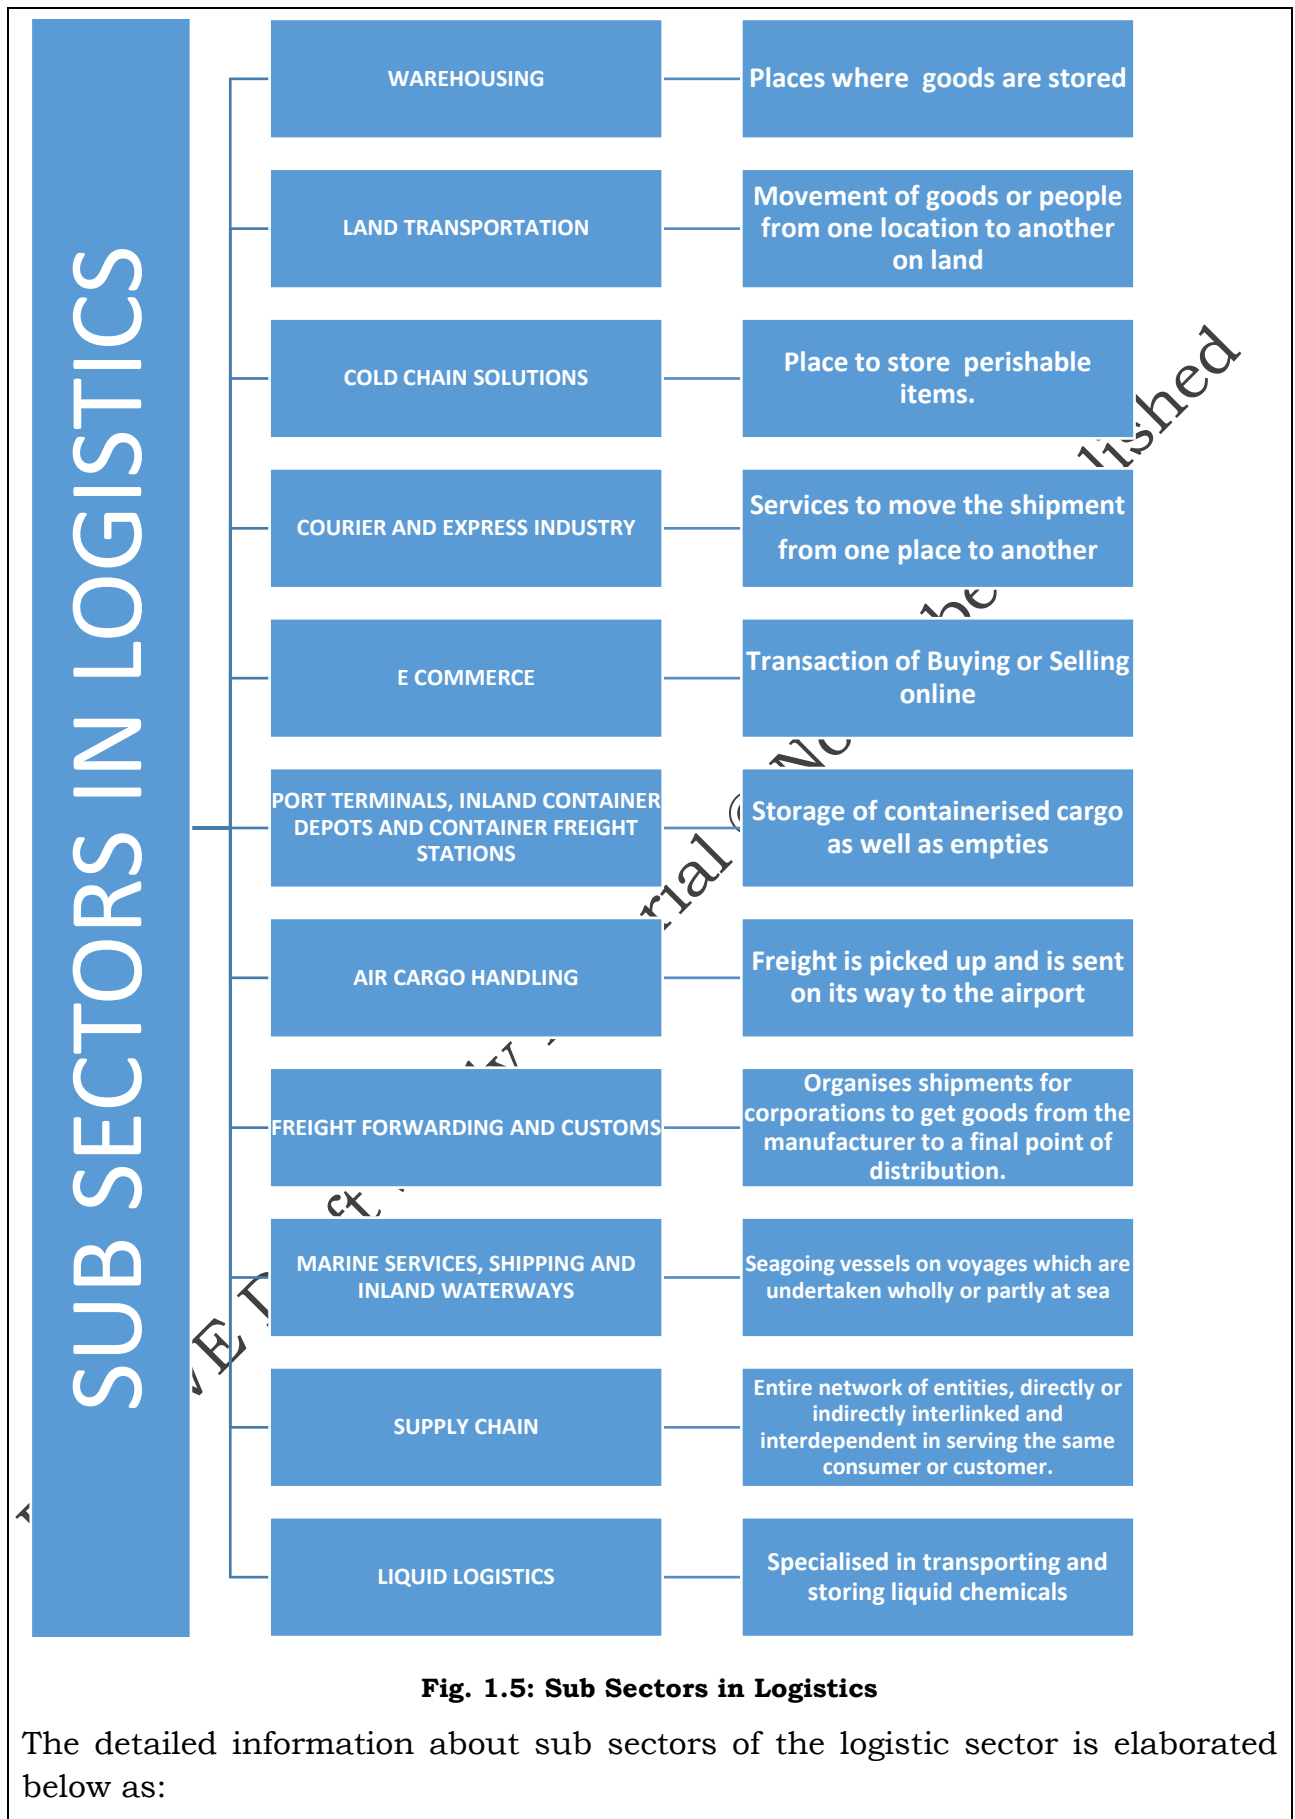 SUB SECTORS IN LOGISTICS
WAREHOUSING
Places where goods are stored
LAND TRANSPORTATION
Movement of goods or people
from one location to another
on land
COLD CHAIN SOLUTIONS
Place to store perishable
items.
COURIER AND EXPRESS INDUSTRY
Services to move the shipment
from one place to another
E COMMERCE
Transaction of Buying or Selling
online
PORT TERMINALS, INLAND CONTAINER
DEPOTS AND CONTAINER FREIGHT
STATIONS
Storage of containerised cargo
as well as empties
AIR CARGO HANDLING
Freight is picked up and is sent
on its way to the airport
FREIGHT FORWARDING AND CUSTOMS
Organises shipments for
corporations to get goods from the
manufacturer to a final point of
distribution.
MARINE SERVICES, SHIPPING AND
INLAND WATERWAYS
Seagoing vessels on voyages which are
undertaken wholly or partly at sea
SUPPLY CHAIN
Entire network of entities, directly or
indirectly interlinked and
interdependent in serving the same
consumer or customer.
LIQUID LOGISTICS
Specialised in transporting and
storing liquid chemicals
Fig. 1.5: Sub Sectors in Logistics
The detailed information about sub sectors of the logistic sector is elaborated
below as: